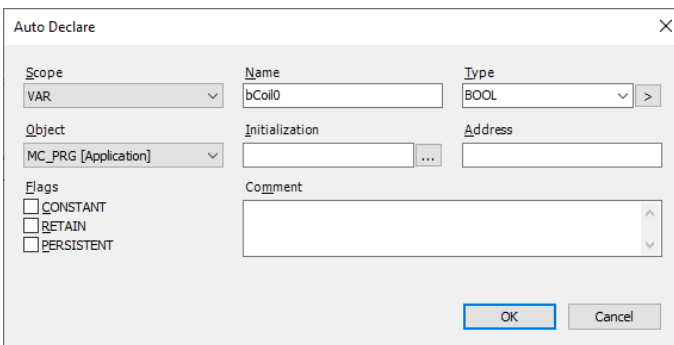 Auto Declare
Scope Name Type
VAR bCoil0 BOOL >
Object Initialization Address
MC_PRG [Application] ...
Flags Comment
CONSTANT
RETAIN
PERSISTENT
OK Cancel